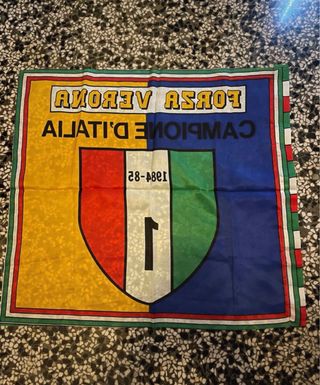 FORZA VERONA
CAMPIONE D'ITALIA
1984-85
1